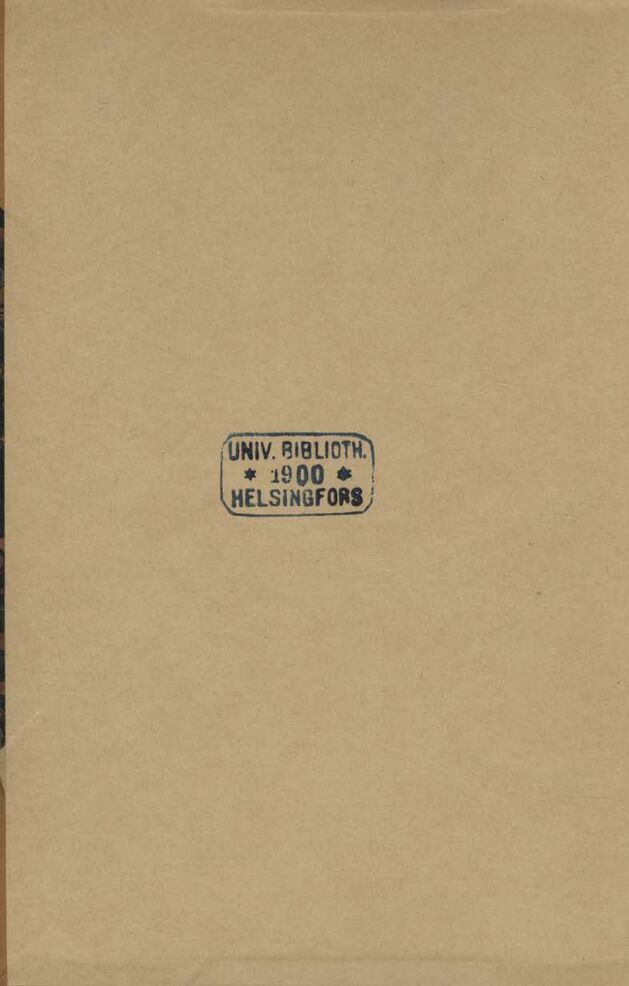 UNIV. BIBLIOTH.
* 1900 *
HELSINGFORS